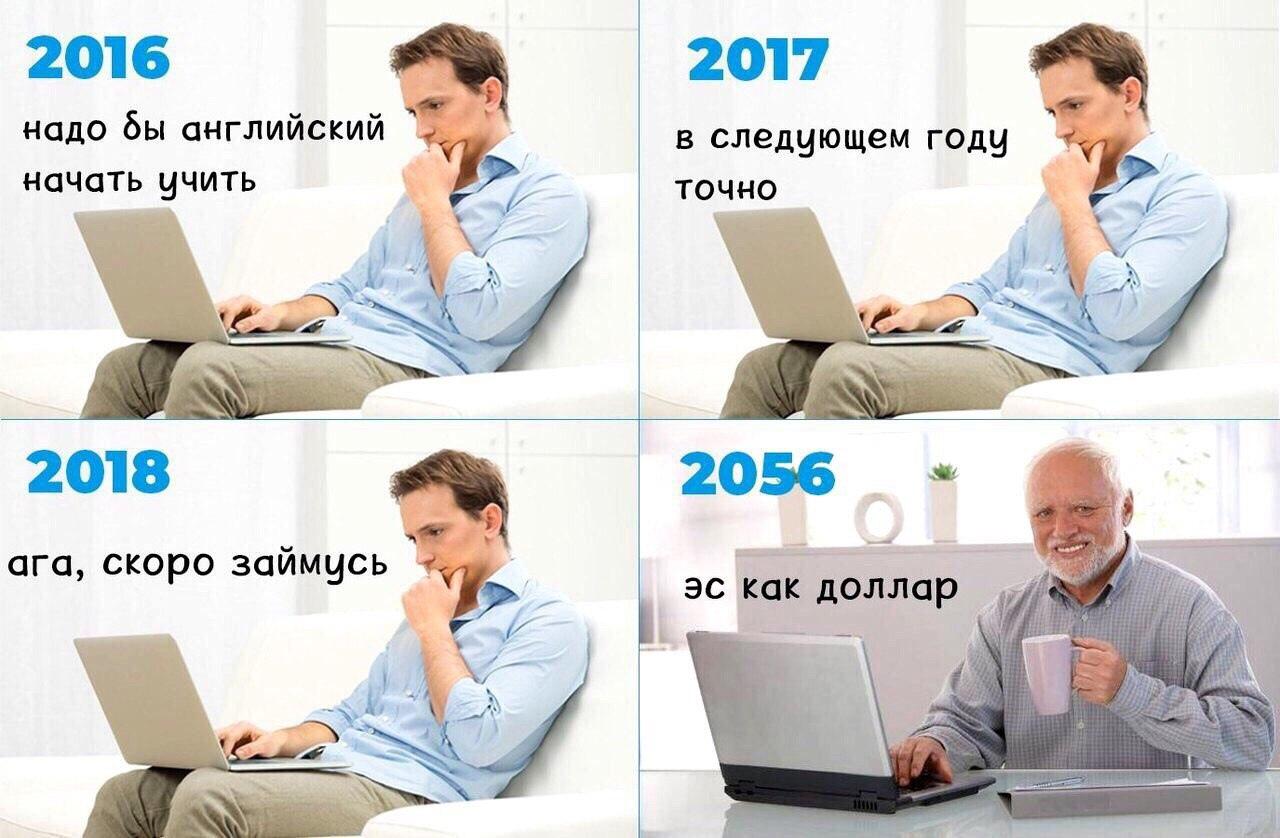 2016
надо бы английский
начать учить
2017
в следующем году
точно
2018
ага, скоро займусь
2056
эс как доллар